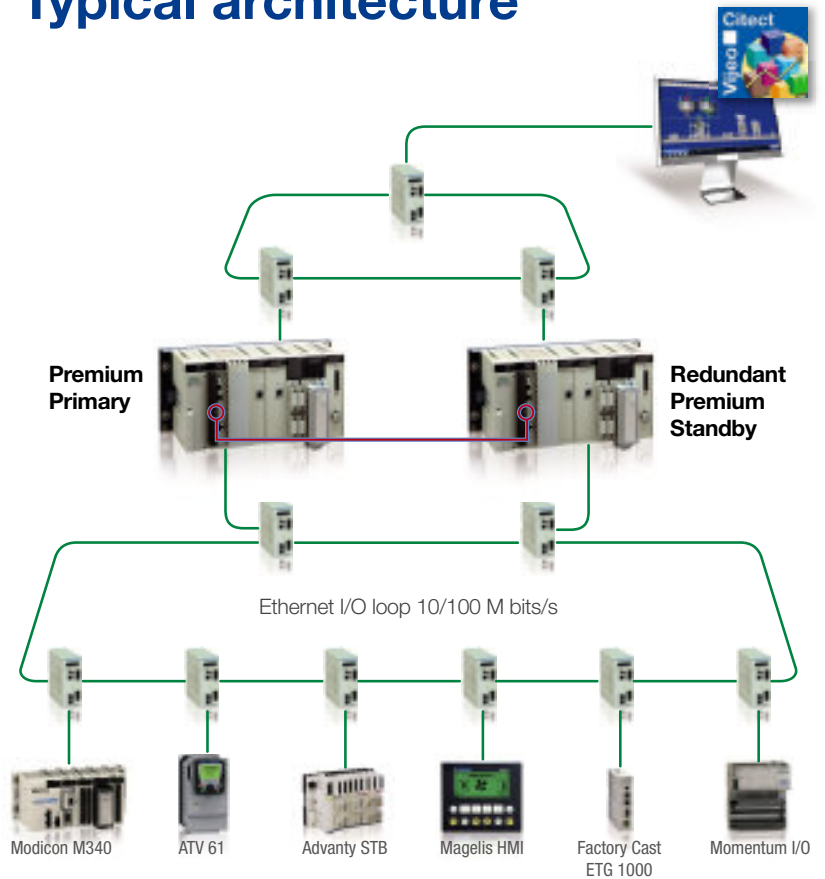 Typical architecture
Vijeo Citect
Premium
Primary
Redundant
Premium
Standby
Ethernet I/O loop 10/100 M bits/s
Modicon M340
ATV 61
Advanty STB
Magelis HMI
Factory Cast
ETG 1000
Momentum I/O